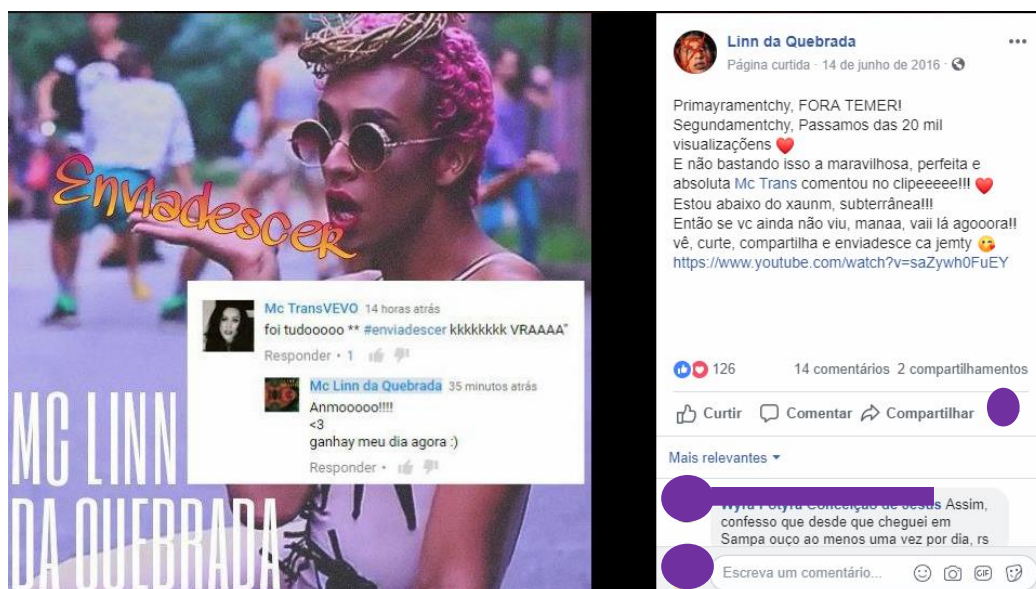 Enviadescer
Mc TransVEVO 14 horas atrás
foi tudooooo ** #enviadescer kkkkkkkk VRAAAA"
Responder • 1
Mc Linn da Quebrada 35 minutos atrás
Anmooooo!!!!
<3
ganhay meu dia agora :)
Responder •
MC LINN
DA QUEBRADA
Linn da Quebrada
Página curtida · 14 de junho de 2016 ·
Primayramentchy, FORA TEMER!
Segundamentchy, Passamos das 20 mil
visualizaçõens ❤
E não bastando isso a maravilhosa, perfeita e
absoluta Mc Trans comentou no clipeeeee!!! ❤
Estou abaixo do xaunm, subterrânea!!!
Então se vc ainda não viu, manaa, vaii lá agooora!!
vê, curte, compartilha e enviadesce ca jemty 😘
https://www.youtube.com/watch?v=saZywh0FuEY
126 14 comentários 2 compartilhamentos
Curtir Comentar Compartilhar
Mais relevantes
Assim,
confesso que desde que cheguei em
Sampa ouço ao menos uma vez por dia, rs
Escreva um comentário... GIF